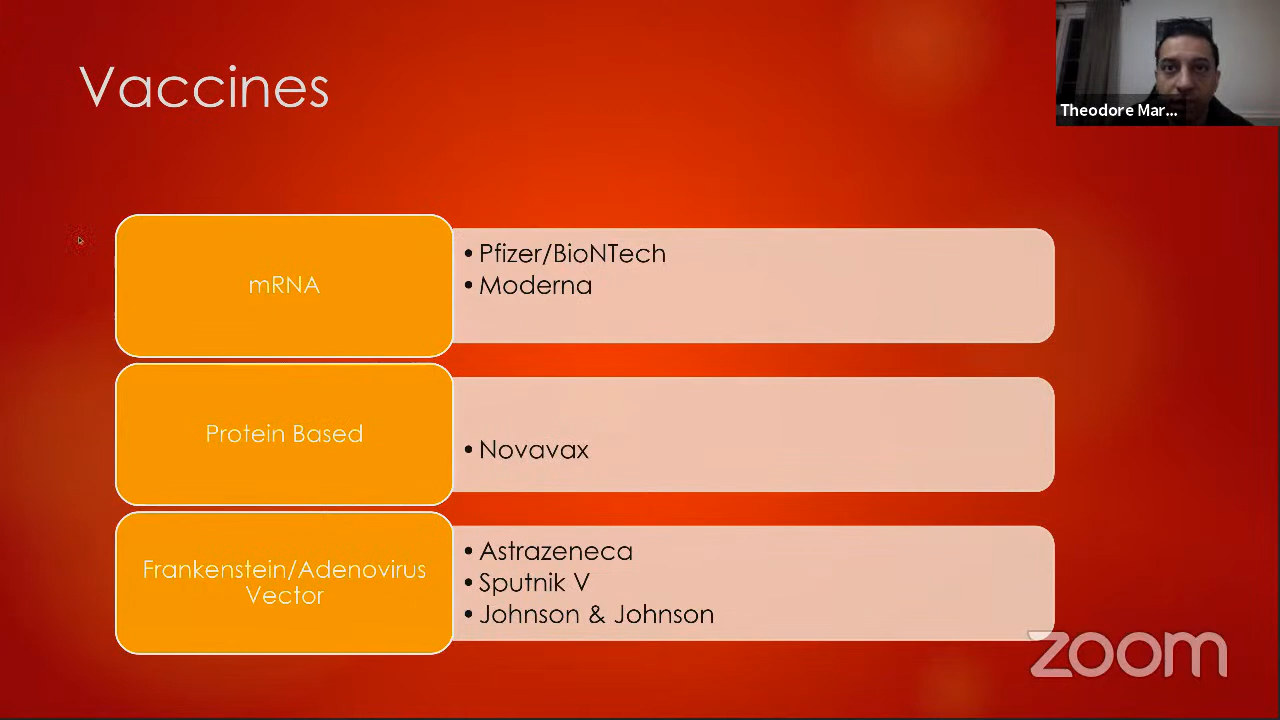 Vaccines
Theodore Mar...
mRNA
• Pfizer/BioNTech
• Moderna
Protein Based
• Novavax
Frankenstein/Adenovirus
Vector
• Astrazeneca
• Sputnik V
• Johnson & Johnson
zoom